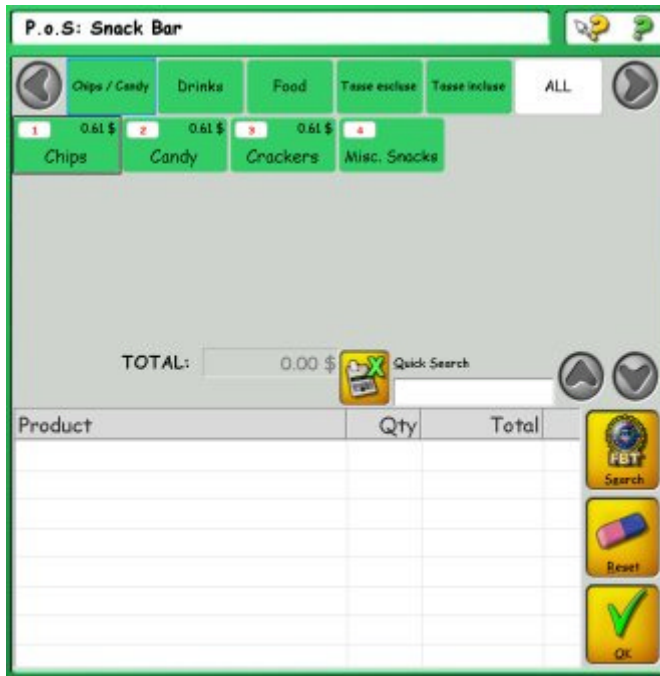 P.o.S: Snack Bar
Chips / Candy Drinks Food Tasse escluse Tasse incluse ALL
1 0.61 $ 2 0.61 $ 3 0.61 $ 4
Chips Candy Crackers Misc. Snacks
TOTAL: 0.00 $ Quick Search
Product Qty Total
FBT
Search
Reset
OK